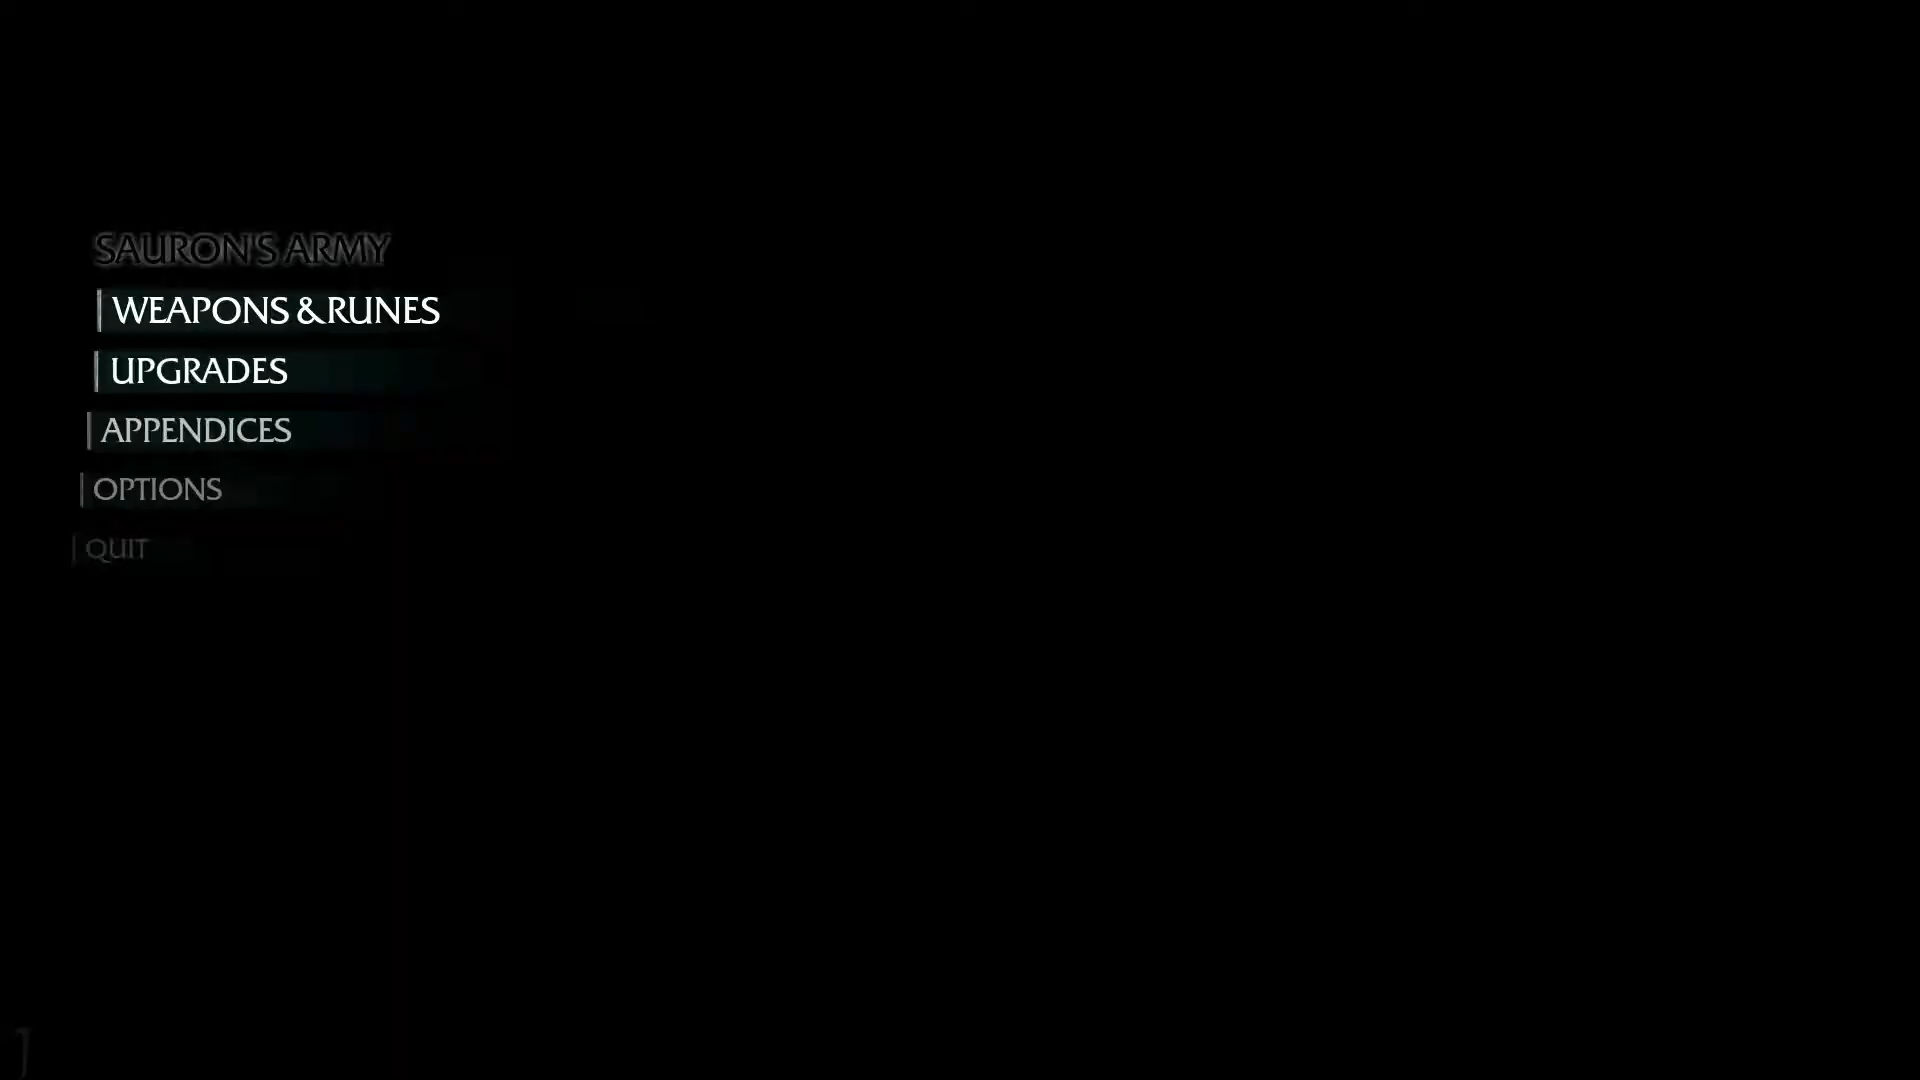 SAURON'S ARMY
WEAPONS & RUNES
UPGRADES
APPENDICES
OPTIONS
QUIT